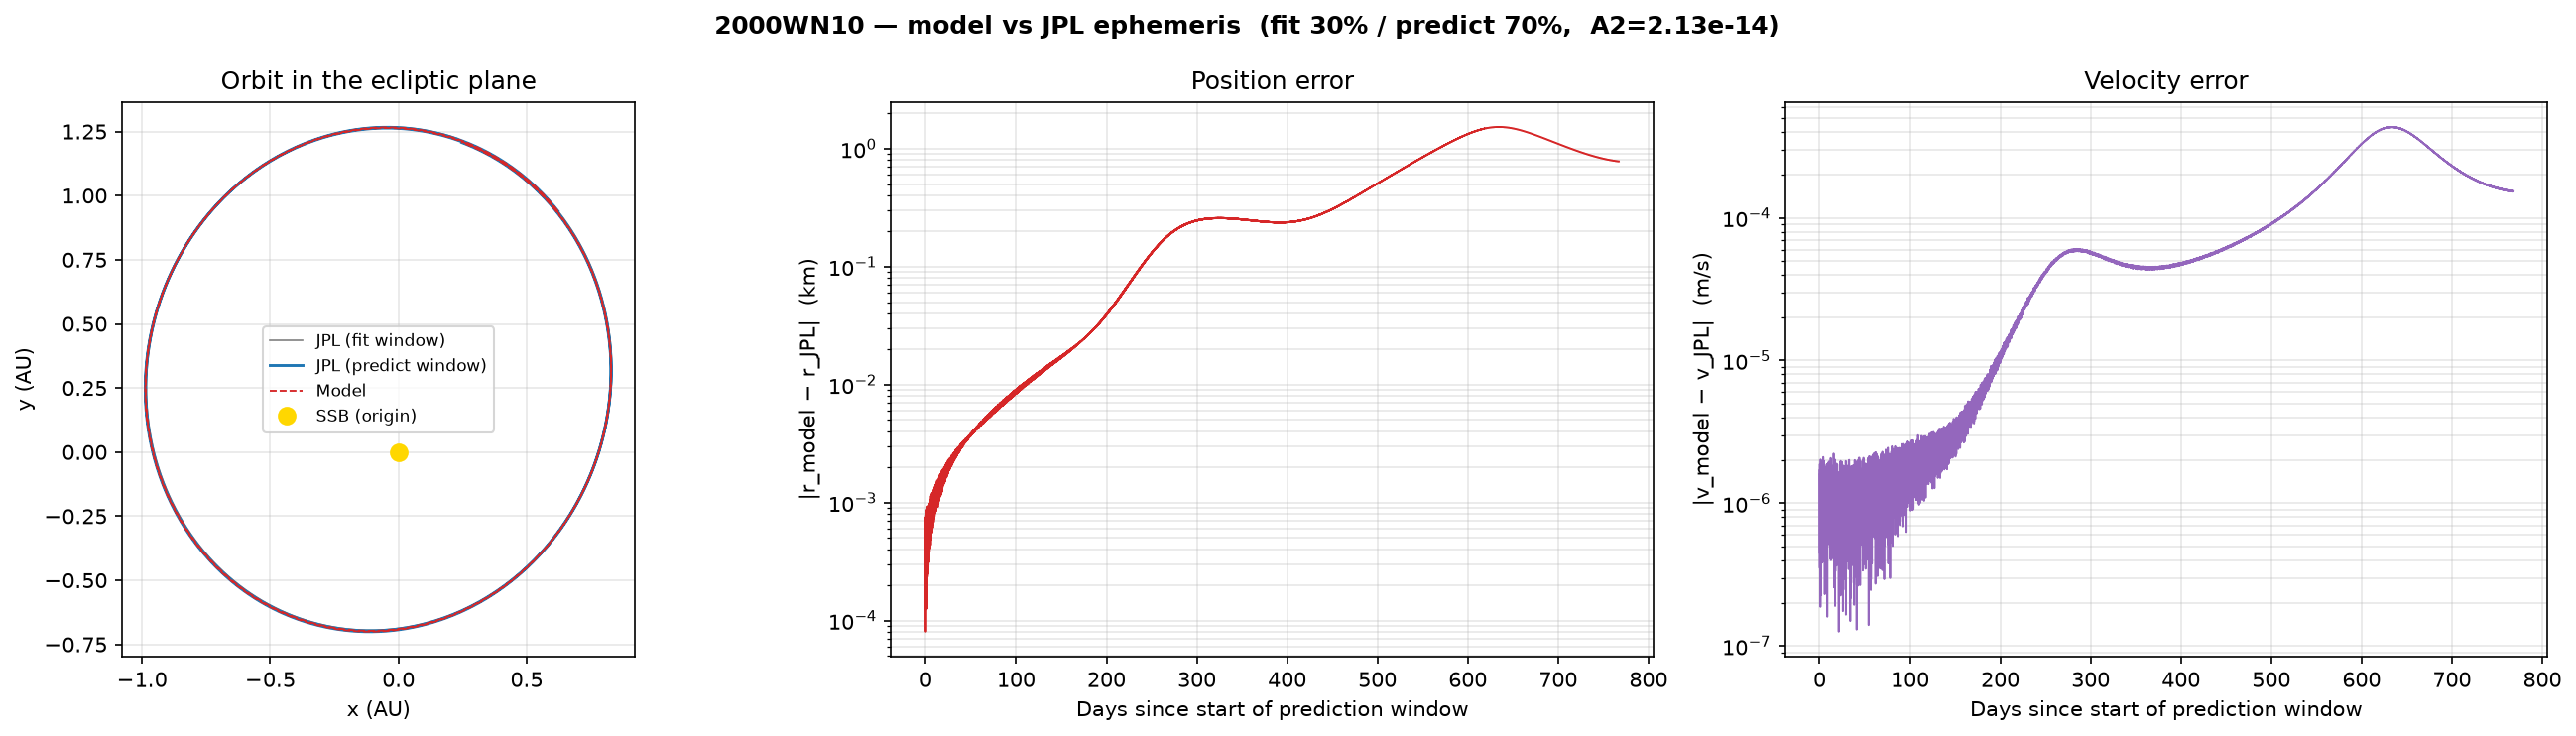 2000WN10 — model vs JPL ephemeris  (fit 30% / predict 70%,  A2=2.13e-14)
Orbit in the ecliptic plane
y (AU)
1.25
1.00
0.75
0.50
0.25
0.00
−0.25
−0.50
−0.75
JPL (fit window)
JPL (predict window)
Model
SSB (origin)
−1.0 −0.5 0.0 0.5
x (AU)
Position error
|r_model − r_JPL|  (km)
10⁰
10⁻¹
10⁻²
10⁻³
10⁻⁴
0 100 200 300 400 500 600 700 800
Days since start of prediction window
Velocity error
|v_model − v_JPL|  (m/s)
10⁻⁴
10⁻⁵
10⁻⁶
10⁻⁷
0 100 200 300 400 500 600 700 800
Days since start of prediction window